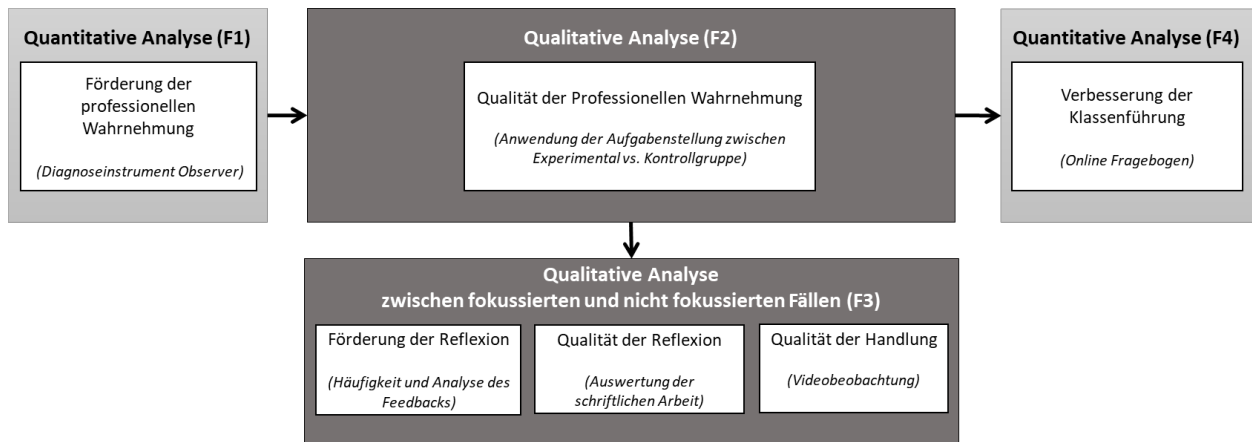 Quantitative Analyse (F1)
Förderung der
professionellen
Wahrnehmung
(Diagnoseinstrument Observer)
Qualitative Analyse (F2)
Qualität der Professionellen Wahrnehmung
(Anwendung der Aufgabenstellung zwischen
Experimental vs. Kontrollgruppe)
Quantitative Analyse (F4)
Verbesserung der
Klassenführung
(Online Fragebogen)
Qualitative Analyse
zwischen fokussierten und nicht fokussierten Fällen (F3)
Förderung der Reflexion
(Häufigkeit und Analyse des
Feedbacks)
Qualität der Reflexion
(Auswertung der
schriftlichen Arbeit)
Qualität der Handlung
(Videobeobachtung)